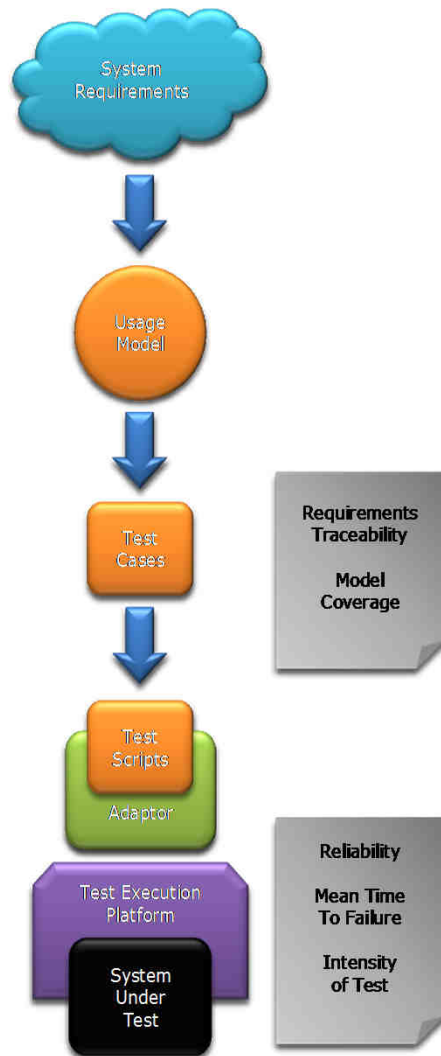 System
Requirements
Usage
Model
Test
Cases
Requirements
Traceability
Model
Coverage
Test
Scripts
Adaptor
Test Execution
Platform
System
Under
Test
Reliability
Mean Time
To Failure
Intensity
of Test